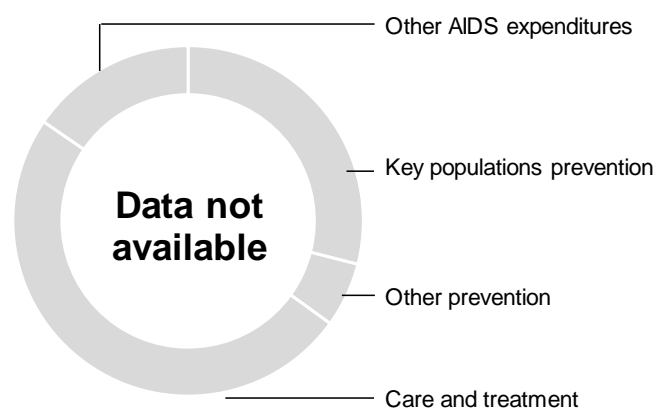 Other AIDS expenditures
Key populations prevention
Data not
available
Other prevention
Care and treatment